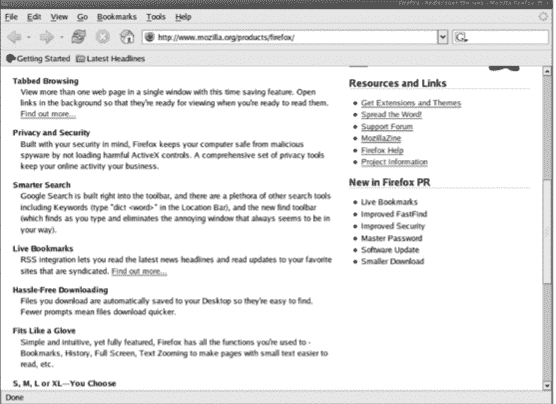 File Edit View Go Bookmarks Tools Help
http://www.mozilla.org/products/firefox/
Getting Started Latest Headlines
Tabbed Browsing
View more than one web page in a single window with this time saving feature. Open
links in the background so that they're ready for viewing when you're ready to read them.
Find out more...
Privacy and Security
Built with your security in mind, Firefox keeps your computer safe from malicious
spyware by not loading harmful ActiveX controls. A comprehensive set of privacy tools
keep your online activity your business.
Smarter Search
Google Search is built right into the toolbar, and there are a plethora of other search tools
including Keywords (type "dict <word>" in the Location Bar), and the new find toolbar
(which finds as you type and eliminates the annoying window that always seems to be in
your way).
Live Bookmarks
RSS integration lets you read the latest news headlines and read updates to your favorite
sites that are syndicated. Find out more...
Hassle-Free Downloading
Files you download are automatically saved to your Desktop so they're easy to find.
Fewer prompts mean files download quicker.
Fits Like a Glove
Simple and intuitive, yet fully featured, Firefox has all the functions you're used to -
Bookmarks, History, Full Screen, Text Zooming to make pages with small text easier to
read, etc.
S, M, L or XL—You Choose
Resources and Links
Get Extensions and Themes
Spread the Word!
Support Forum
MozillaZine
Firefox Help
Project Information
New in Firefox PR
Live Bookmarks
Improved FastFind
Improved Security
Master Password
Software Update
Smaller Download
Done